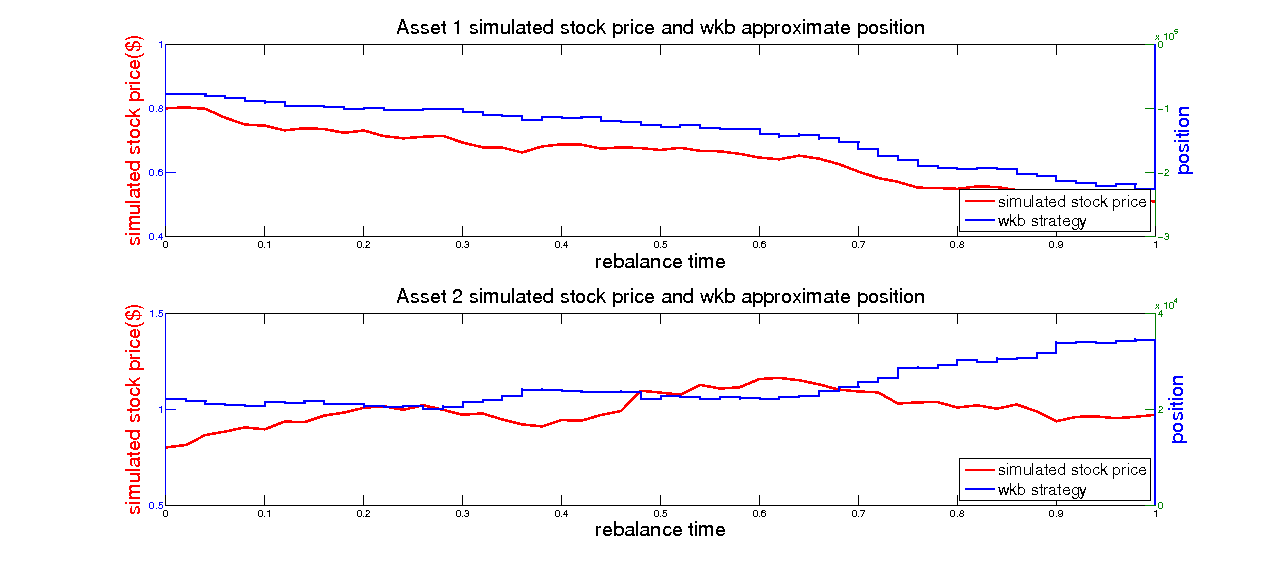 Asset 1 simulated stock price and wkb approximate position
simulated stock price($)
1
0.8
0.6
0.4
0 0.1 0.2 0.3 0.4 0.5 0.6 0.7 0.8 0.9 1
rebalance time
x 10
0
-1
-2
-3
position
simulated stock price
wkb strategy
Asset 2 simulated stock price and wkb approximate position
simulated stock price($)
1.5
1
0.5
0 0.1 0.2 0.3 0.4 0.5 0.6 0.7 0.8 0.9 1
rebalance time
x 10⁴
4
2
0
position
simulated stock price
wkb strategy